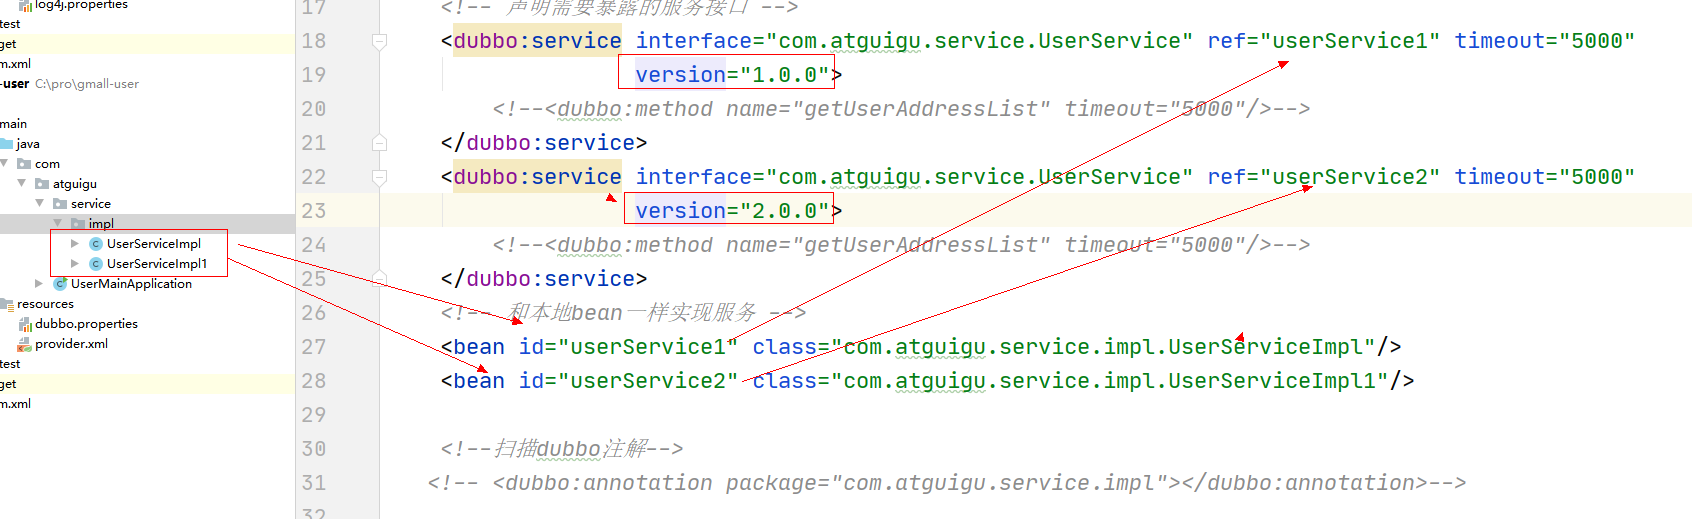 log4j.properties
test
get
m.xml
-user C:\pro\gmall-user
main
java
com
atguigu
service
impl
UserServiceImpl
UserServiceImpl1
UserMainApplication
resources
dubbo.properties
provider.xml
test
get
m.xml
17 <!-- 声明需要暴露的服务接口 -->
18 <dubbo:service interface="com.atguigu.service.UserService" ref="userService1" timeout="5000"
19 version="1.0.0">
20 <!--<dubbo:method name="getUserAddressList" timeout="5000"/>-->
21 </dubbo:service>
22 <dubbo:service interface="com.atguigu.service.UserService" ref="userService2" timeout="5000"
23 version="2.0.0">
24 <!--<dubbo:method name="getUserAddressList" timeout="5000"/>-->
25 </dubbo:service>
26 <!-- 和本地bean一样实现服务 -->
27 <bean id="userService1" class="com.atguigu.service.impl.UserServiceImpl"/>
28 <bean id="userService2" class="com.atguigu.service.impl.UserServiceImpl1"/>
29
30 <!--扫描dubbo注解-->
31 <!-- <dubbo:annotation package="com.atguigu.service.impl"></dubbo:annotation>-->
32